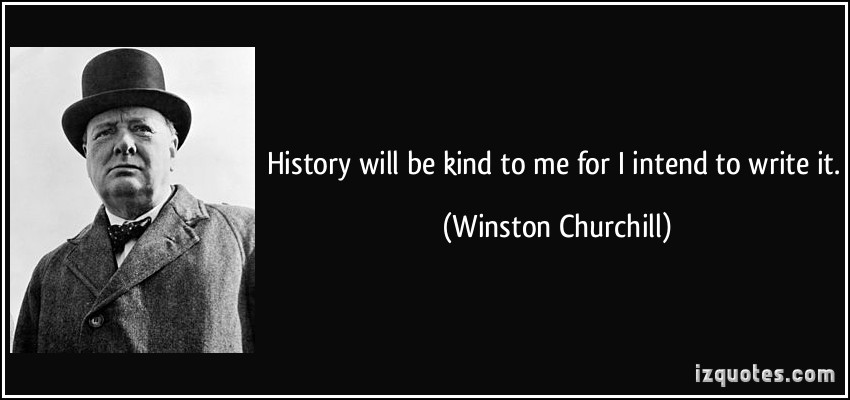 History will be kind to me for I intend to write it.
(Winston Churchill)
izquotes.com